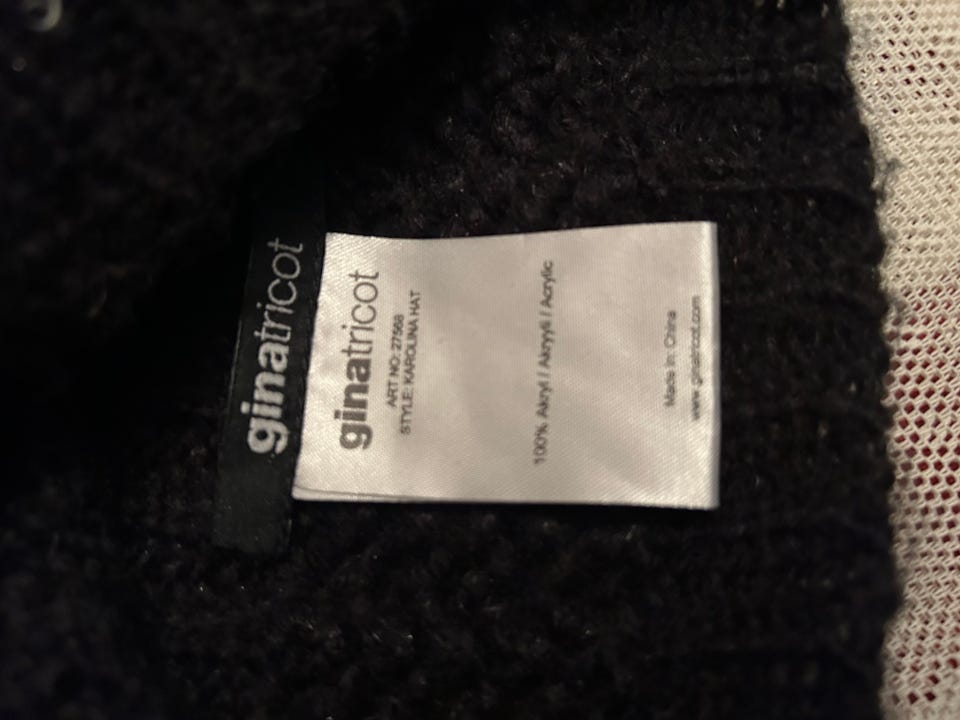 ginatricot
ginatricot
ART NO: 27568
STYLE: KAROLINA HAT
100% Akryl / Akryyli / Acrylic
Made in: China
www.ginatricot.com